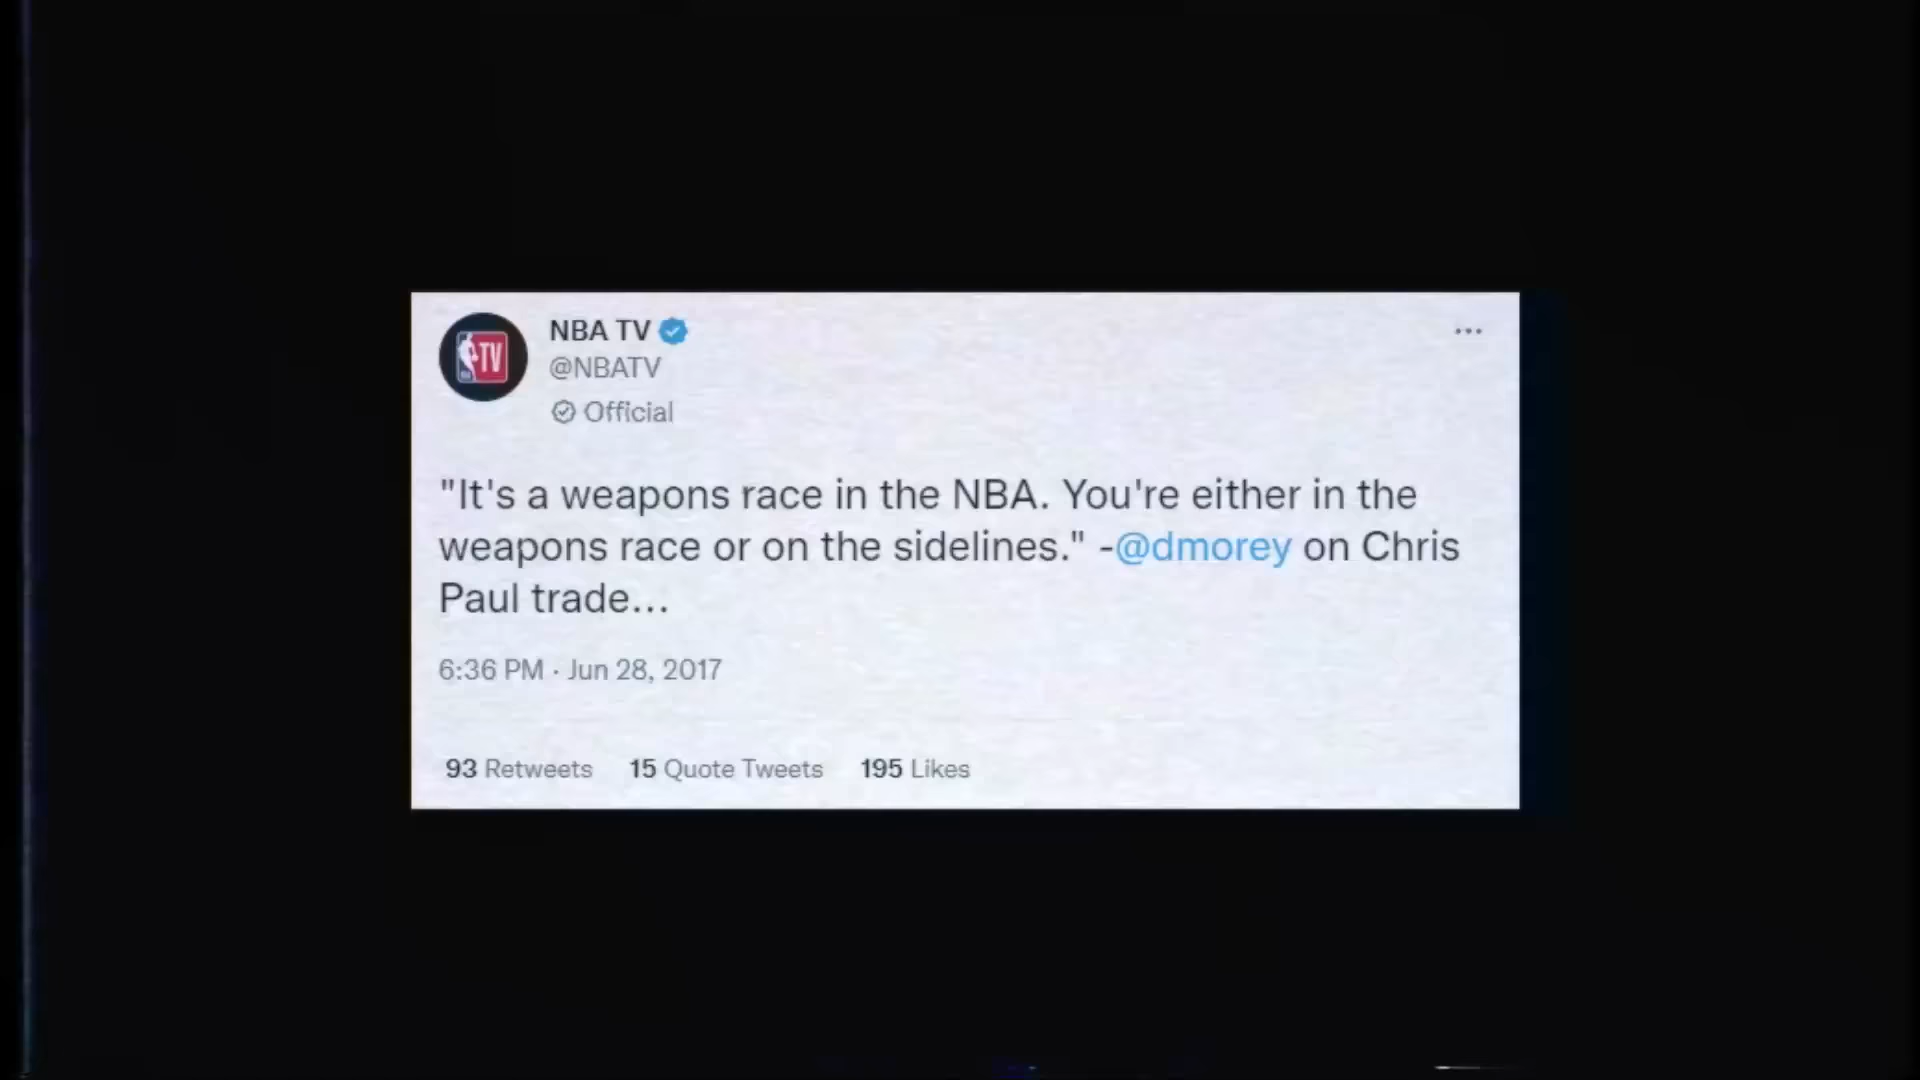 NBA TV
@NBATV
Official
"It's a weapons race in the NBA. You're either in the
weapons race or on the sidelines." -@dmorey on Chris
Paul trade...
6:36 PM · Jun 28, 2017
93 Retweets 15 Quote Tweets 195 Likes